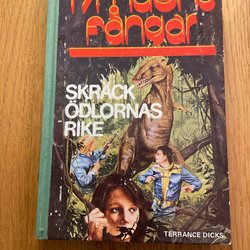 fångar
SKRÄCK
ÖDLORNAS
RIKE
TERRANCE DICKS